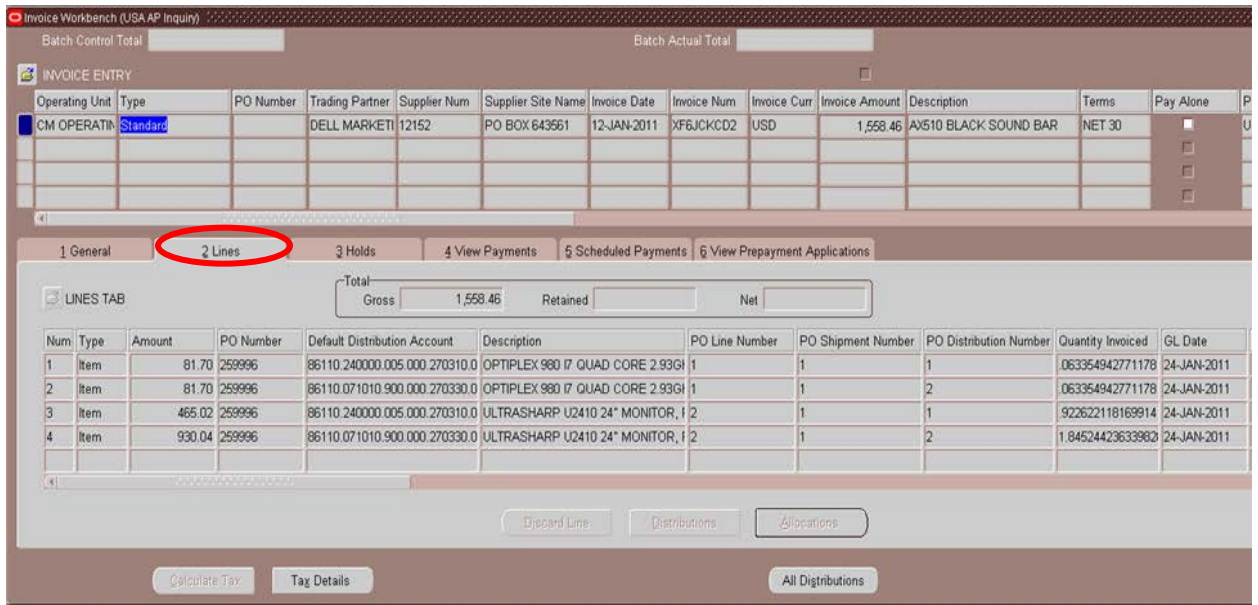 Invoice Workbench (USA AP Inquiry)
Batch Control Total Batch Actual Total
INVOICE ENTRY
Operating Unit Type PO Number Trading Partner Supplier Num Supplier Site Name Invoice Date Invoice Num Invoice Curr Invoice Amount Description Terms Pay Alone P
CM OPERATIN Standard DELL MARKETI 12152 PO BOX 643561 12-JAN-2011 XF6JCKCD2 USD 1,558.46 AX510 BLACK SOUND BAR NET 30 U
1 General 2 Lines 3 Holds 4 View Payments 5 Scheduled Payments 6 View Prepayment Applications
Total
LINES TAB Gross 1,558.46 Retained Net
Num Type Amount PO Number Default Distribution Account Description PO Line Number PO Shipment Number PO Distribution Number Quantity Invoiced GL Date
1 Item 81.70 259996 86110.240000.005.000.270310.0 OPTIPLEX 980 I7 QUAD CORE 2.93GH 1 1 1 .063354942771178 24-JAN-2011
2 Item 81.70 259996 86110.071010.900.000.270330.0 OPTIPLEX 980 I7 QUAD CORE 2.93GH 1 1 2 .063354942771178 24-JAN-2011
3 Item 465.02 259996 86110.240000.005.000.270310.0 ULTRASHARP U2410 24" MONITOR, 2 1 1 .922622118169914 24-JAN-2011
4 Item 930.04 259996 86110.071010.900.000.270330.0 ULTRASHARP U2410 24" MONITOR, 2 1 2 1.8452442363398 24-JAN-2011
Discard Line Distributions Allocations
Calculate Tax Tax Details All Distributions